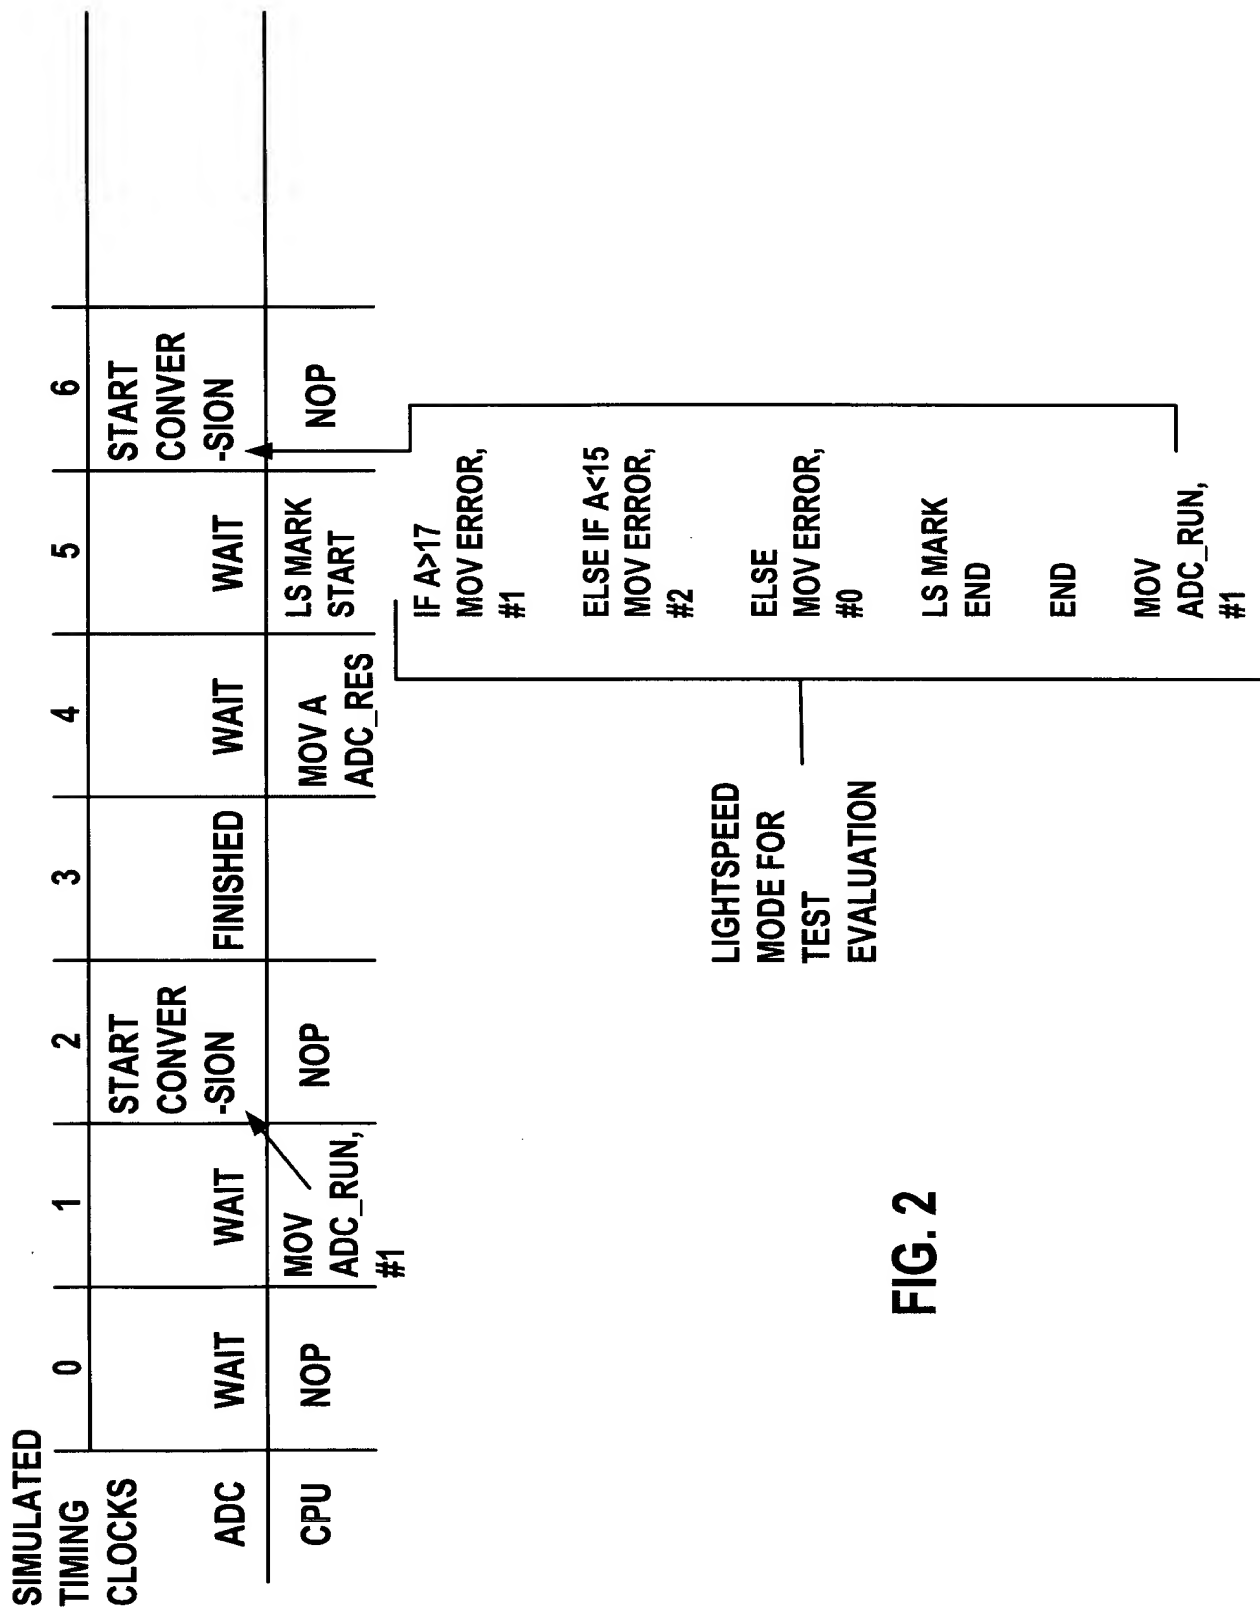 SIMULATED
TIMING
CLOCKS
0 1 2 3 4 5 6
ADC
WAIT
WAIT
START
CONVER
-SION
FINISHED
WAIT
WAIT
START
CONVER
-SION
CPU
NOP
MOV
ADC_RUN,
#1
NOP
MOV A
ADC_RES
LS MARK
START
NOP
IF A>17
MOV ERROR,
#1
ELSE IF A<15
MOV ERROR,
#2
ELSE
MOV ERROR,
#0
LS MARK
END
END
MOV
ADC_RUN,
#1
LIGHTSPEED
MODE FOR
TEST
EVALUATION
FIG. 2